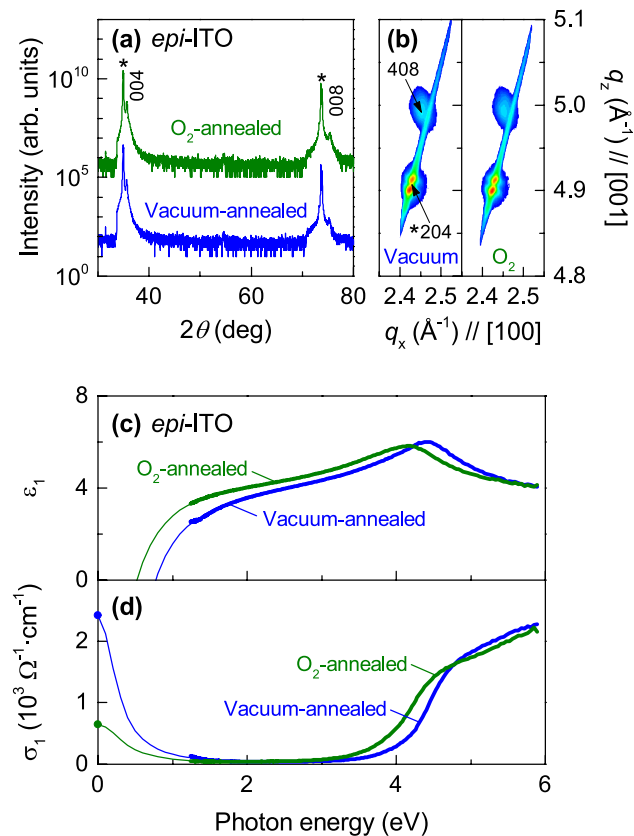 (a) epi-ITO
Intensity (arb. units)
10^10
10^5
10^0
* 004
* 008
O2-annealed
Vacuum-annealed
40 60 80
2θ (deg)
(b)
408
*204
Vacuum
O2
5.1
5.0
4.9
4.8
qz (Å^-1) // [001]
2.4 2.5 2.4 2.5
qx (Å^-1) // [100]
(c) epi-ITO
ε1
8
4
0
O2-annealed
Vacuum-annealed
(d)
σ1 (10^3 Ω^-1·cm^-1)
2
1
0
O2-annealed
Vacuum-annealed
0 2 4 6
Photon energy (eV)